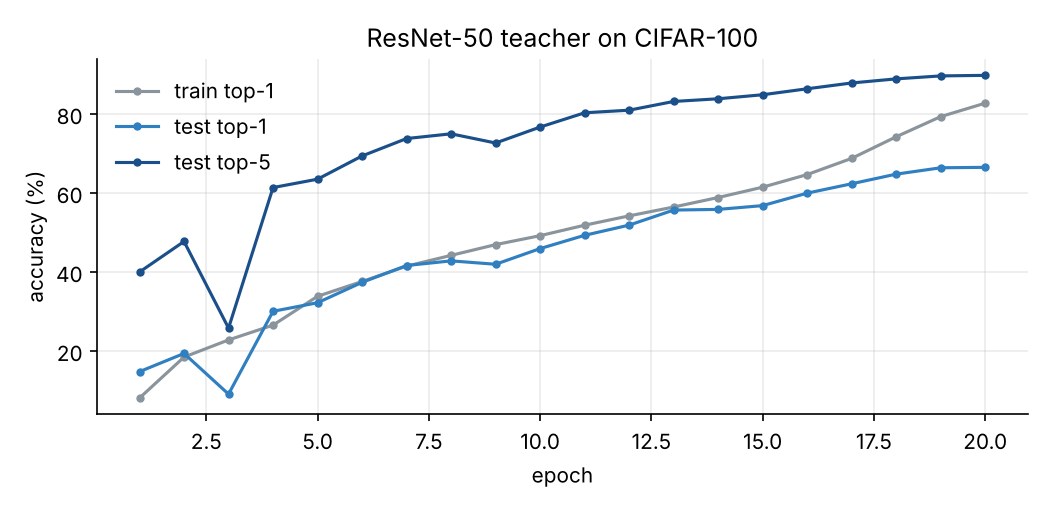 ResNet-50 teacher on CIFAR-100
train top-1
test top-1
test top-5
accuracy (%)
80
60
40
20
2.5 5.0 7.5 10.0 12.5 15.0 17.5 20.0
epoch